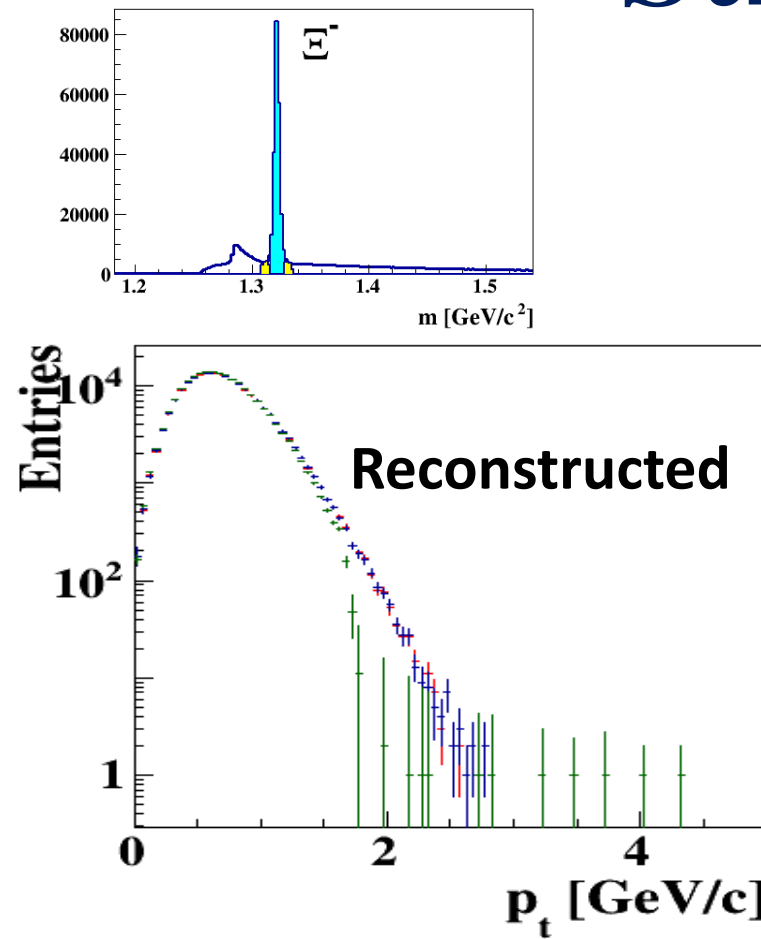 80000
60000
40000
20000
0
Ξ⁻
1.2 1.3 1.4 1.5
m [GeV/c²]
Entries
10⁴
10²
1
Reconstructed
0 2 4
p_t [GeV/c]